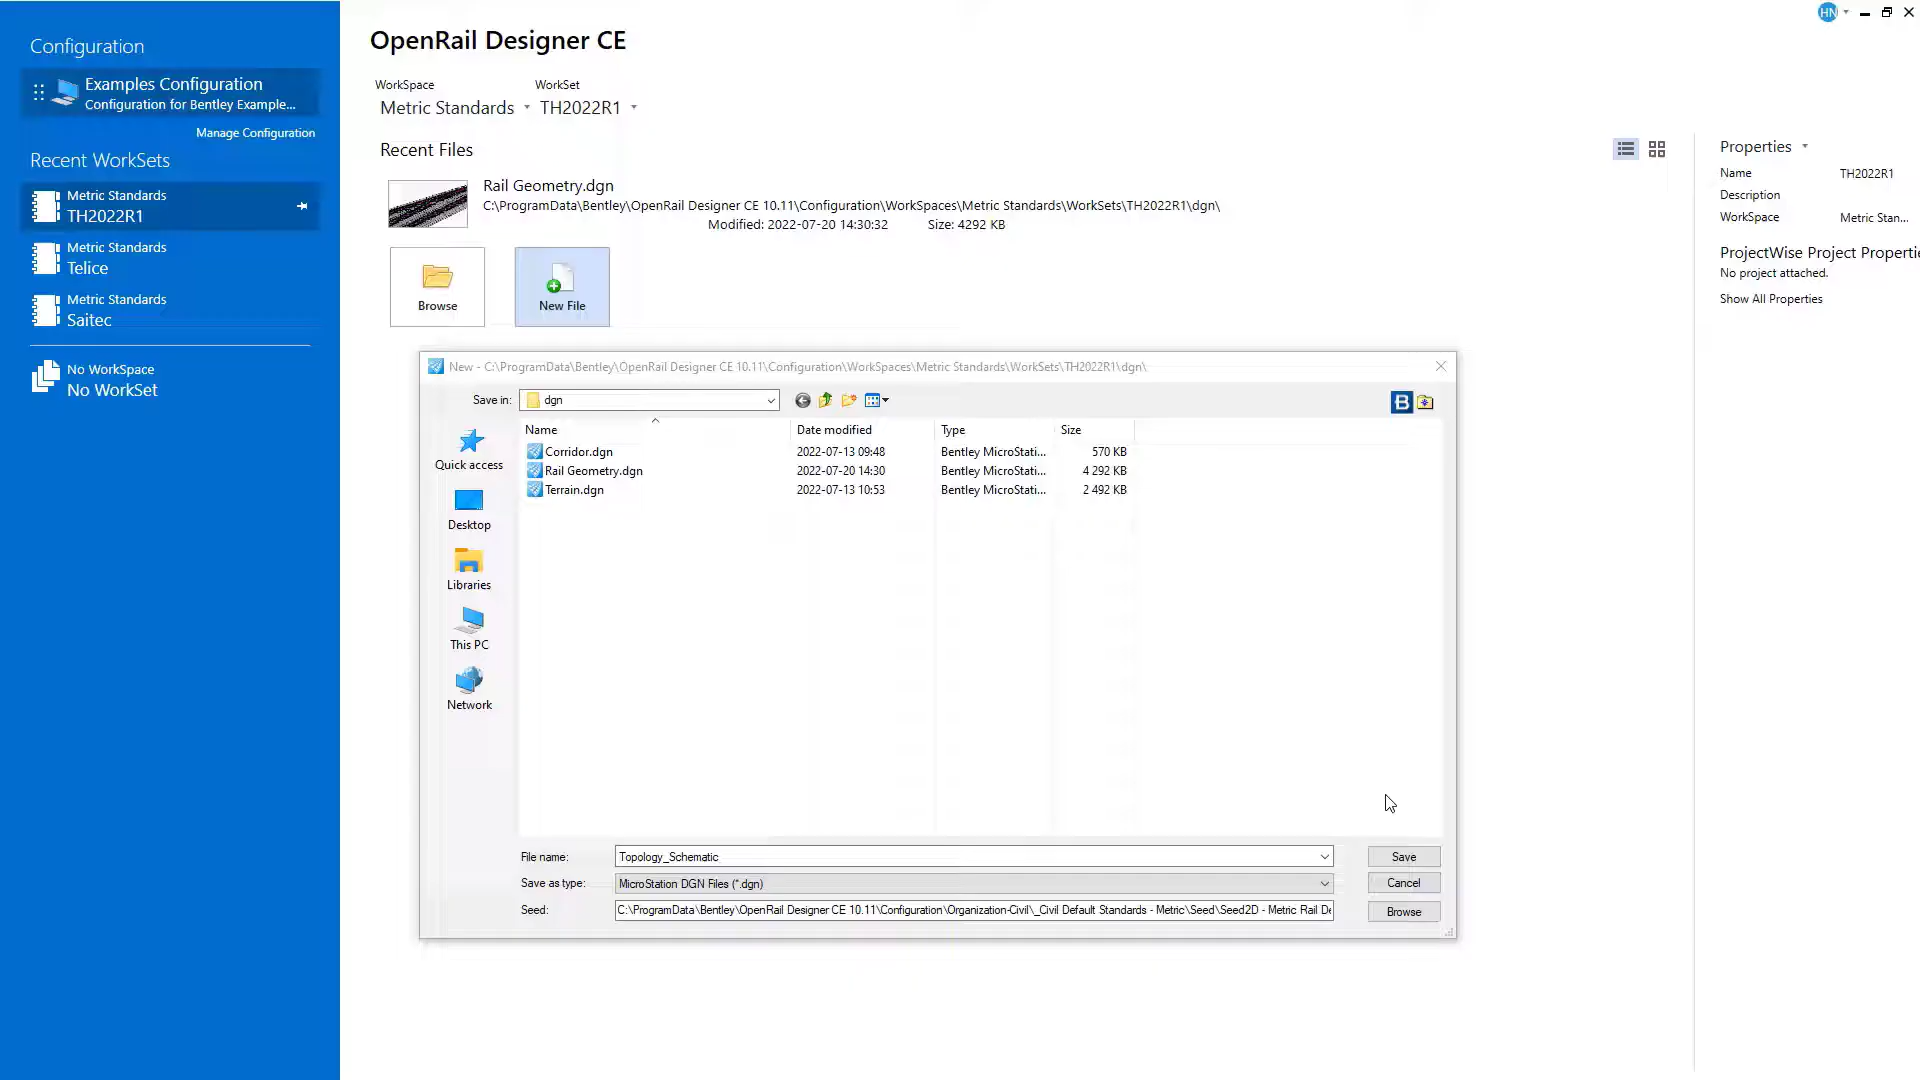 HN
Configuration
Examples Configuration
Configuration for Bentley Example...
Manage Configuration
Recent WorkSets
Metric Standards
TH2022R1
Metric Standards
Telice
Metric Standards
Saitec
No WorkSpace
No WorkSet
OpenRail Designer CE
WorkSpace WorkSet
Metric Standards TH2022R1
Recent Files
Rail Geometry.dgn
C:\ProgramData\Bentley\OpenRail Designer CE 10.11\Configuration\WorkSpaces\Metric Standards\WorkSets\TH2022R1\dgn\
Modified: 2022-07-20 14:30:32 Size: 4292 KB
Browse
New File
Properties
Name TH2022R1
Description
WorkSpace Metric Stan...
ProjectWise Project Properti
No project attached.
Show All Properties
New - C:\ProgramData\Bentley\OpenRail Designer CE 10.11\Configuration\WorkSpaces\Metric Standards\WorkSets\TH2022R1\dgn\
Save in: dgn
B
Quick access
Desktop
Libraries
This PC
Network
Name Date modified Type Size
Corridor.dgn 2022-07-13 09:48 Bentley MicroStati... 570 KB
Rail Geometry.dgn 2022-07-20 14:30 Bentley MicroStati... 4 292 KB
Terrain.dgn 2022-07-13 10:53 Bentley MicroStati... 2 492 KB
File name: Topology_Schematic Save
Save as type: MicroStation DGN Files (*.dgn) Cancel
Seed: C:\ProgramData\Bentley\OpenRail Designer CE 10.11\Configuration\Organization-Civil\_Civil Default Standards - Metric\Seed\Seed2D - Metric Rail De Browse